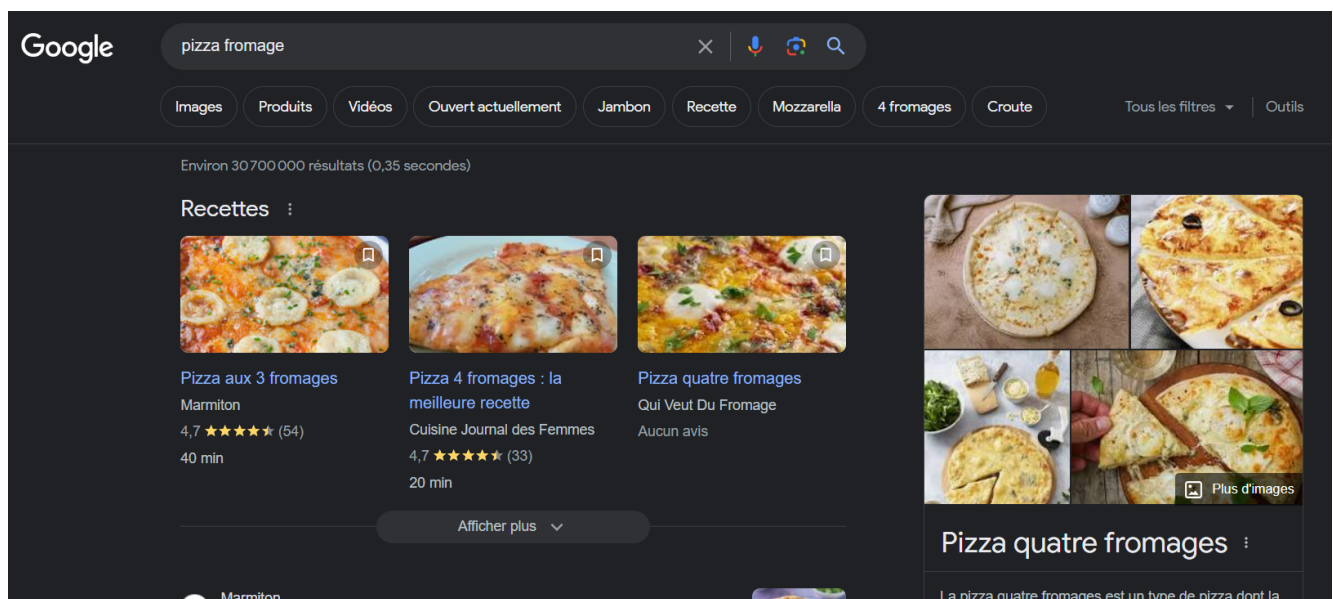 Google
pizza fromage
Images
Produits
Vidéos
Ouvert actuellement
Jambon
Recette
Mozzarella
4 fromages
Croute
Tous les filtres
Outils
Environ 30 700 000 résultats (0,35 secondes)
Recettes
Pizza aux 3 fromages
Marmiton
4,7 ★★★★★ (54)
40 min
Pizza 4 fromages : la
meilleure recette
Cuisine Journal des Femmes
4,7 ★★★★★ (33)
20 min
Pizza quatre fromages
Qui Veut Du Fromage
Aucun avis
Afficher plus
Marmiton
Plus d'images
Pizza quatre fromages
La pizza quatre fromages est un type de pizza dont la